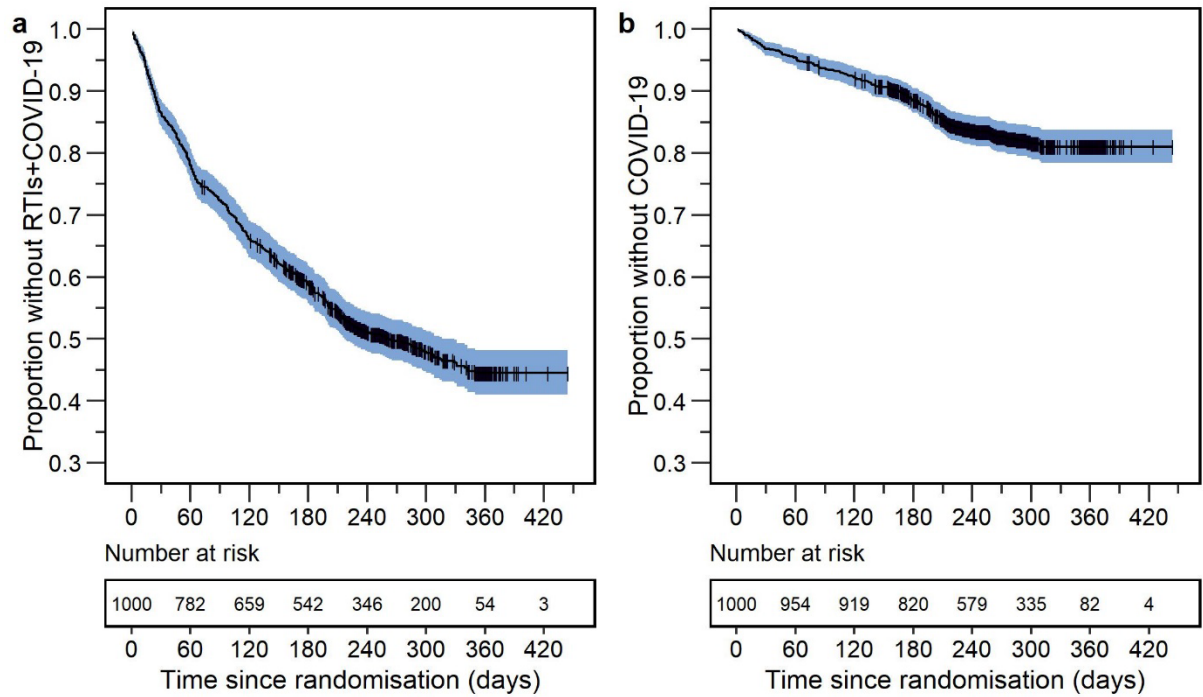 a
Proportion without RTIs+COVID-19
1.0
0.9
0.8
0.7
0.6
0.5
0.4
0.3
0 60 120 180 240 300 360 420
Number at risk
1000 782 659 542 346 200 54 3
0 60 120 180 240 300 360 420
Time since randomisation (days)
b
Proportion without COVID-19
1.0
0.9
0.8
0.7
0.6
0.5
0.4
0.3
0 60 120 180 240 300 360 420
Number at risk
1000 954 919 820 579 335 82 4
0 60 120 180 240 300 360 420
Time since randomisation (days)